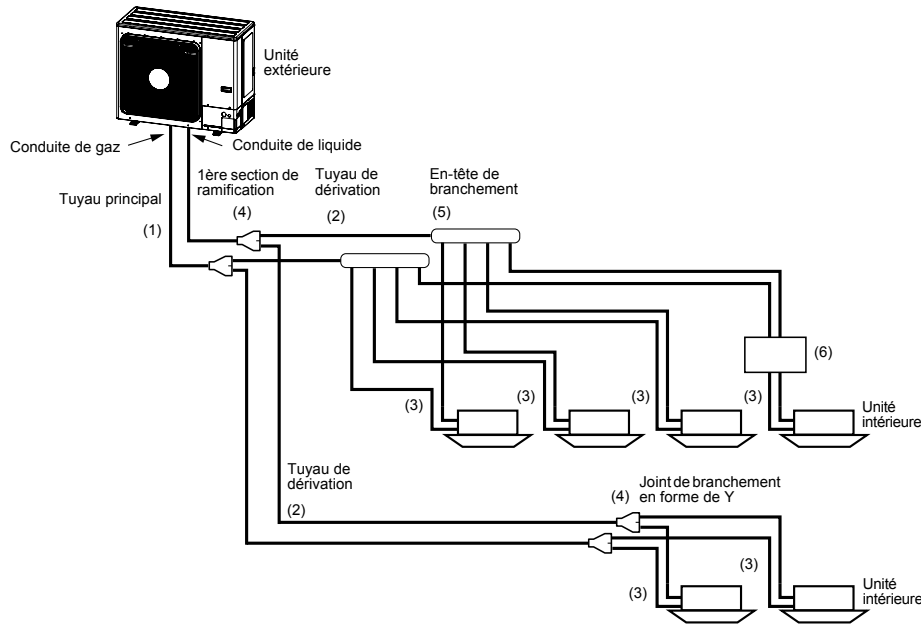 Unité
extérieure
Conduite de gaz
Conduite de liquide
Tuyau principal
(1)
1ère section de
ramification
(4)
Tuyau de
dérivation
(2)
En-tête de
branchement
(5)
(6)
(3)
(3)
(3)
(3)
Unité
intérieure
Tuyau de
dérivation
(2)
(4)
Joint de branchement
en forme de Y
(3)
(3)
Unité
intérieure